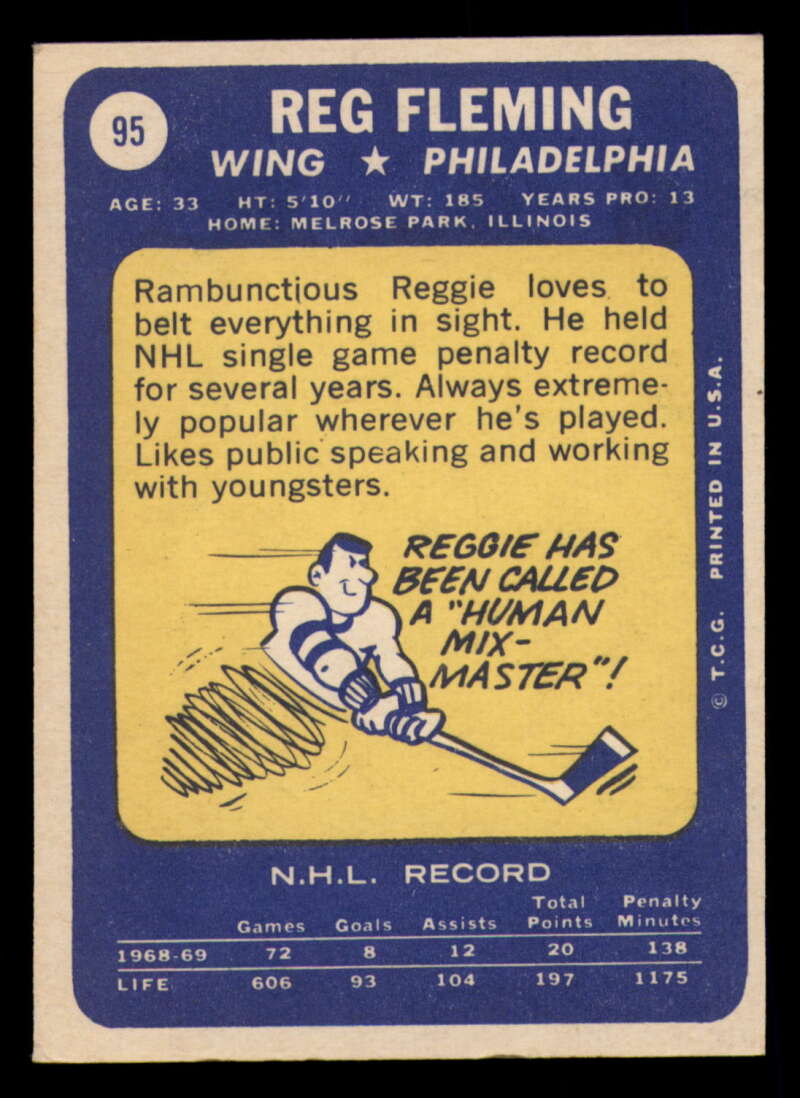 95
REG FLEMING
WING ★ PHILADELPHIA
AGE: 33 HT: 5'10" WT: 185 YEARS PRO: 13
HOME: MELROSE PARK, ILLINOIS
Rambunctious Reggie loves to
belt everything in sight. He held
NHL single game penalty record
for several years. Always extreme-
ly popular wherever he's played.
Likes public speaking and working
with youngsters.
REGGIE HAS
BEEN CALLED
A "HUMAN
MIX-
MASTER"!
© T.C.G. PRINTED IN U.S.A.
N.H.L. RECORD
Total Penalty
Games Goals Assists Points Minutes
1968-69 72 8 12 20 138
LIFE 606 93 104 197 1175